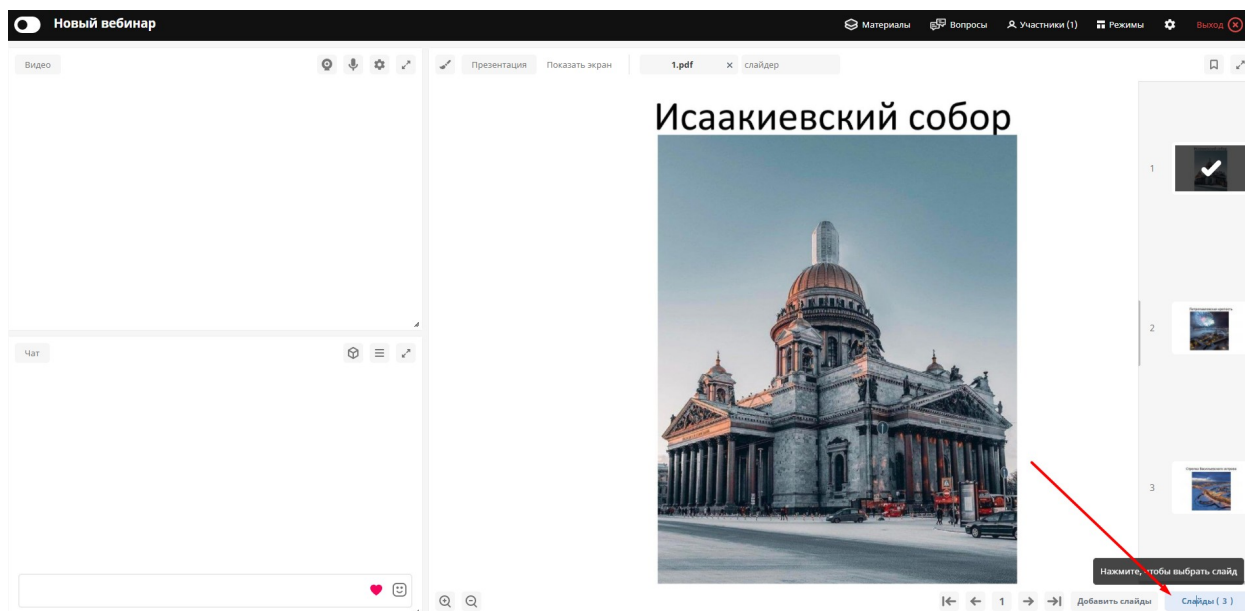 Новый вебинар
Материалы
Вопросы
Участники (1)
Режимы
Выход
Видео
Презентация
Показать экран
1.pdf
слайдер
Исаакиевский собор
1
2
3
Чат
Нажмите, чтобы выбрать слайд
1
Добавить слайды
Слайды ( 3 )